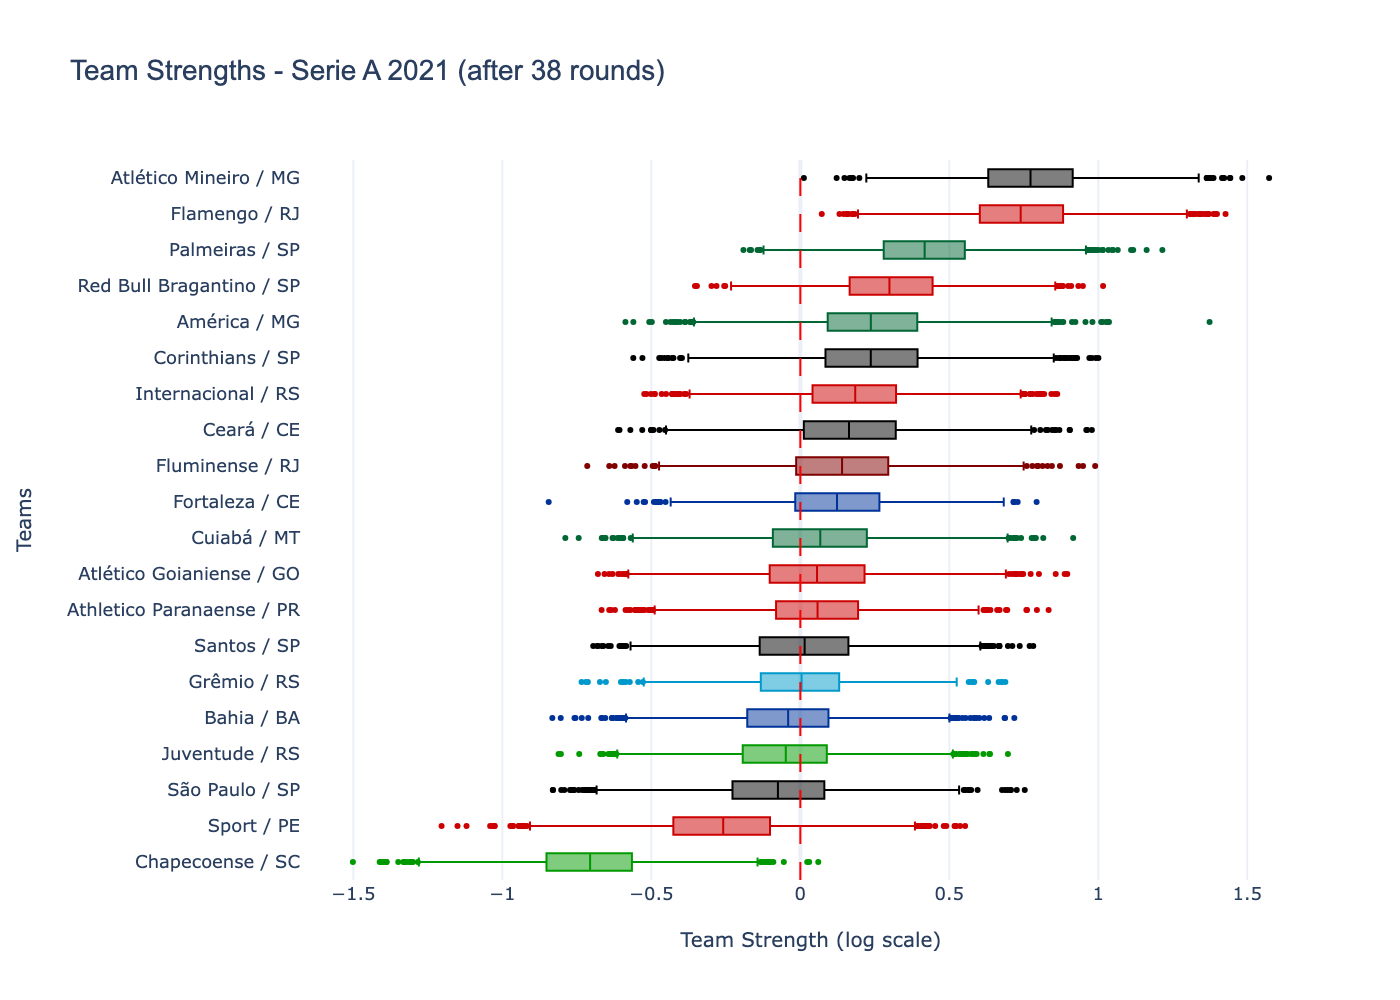 Team Strengths - Serie A 2021 (after 38 rounds)
Teams
Atlético Mineiro / MG
Flamengo / RJ
Palmeiras / SP
Red Bull Bragantino / SP
América / MG
Corinthians / SP
Internacional / RS
Ceará / CE
Fluminense / RJ
Fortaleza / CE
Cuiabá / MT
Atlético Goianiense / GO
Athletico Paranaense / PR
Santos / SP
Grêmio / RS
Bahia / BA
Juventude / RS
São Paulo / SP
Sport / PE
Chapecoense / SC
−1.5 −1 −0.5 0 0.5 1 1.5
Team Strength (log scale)